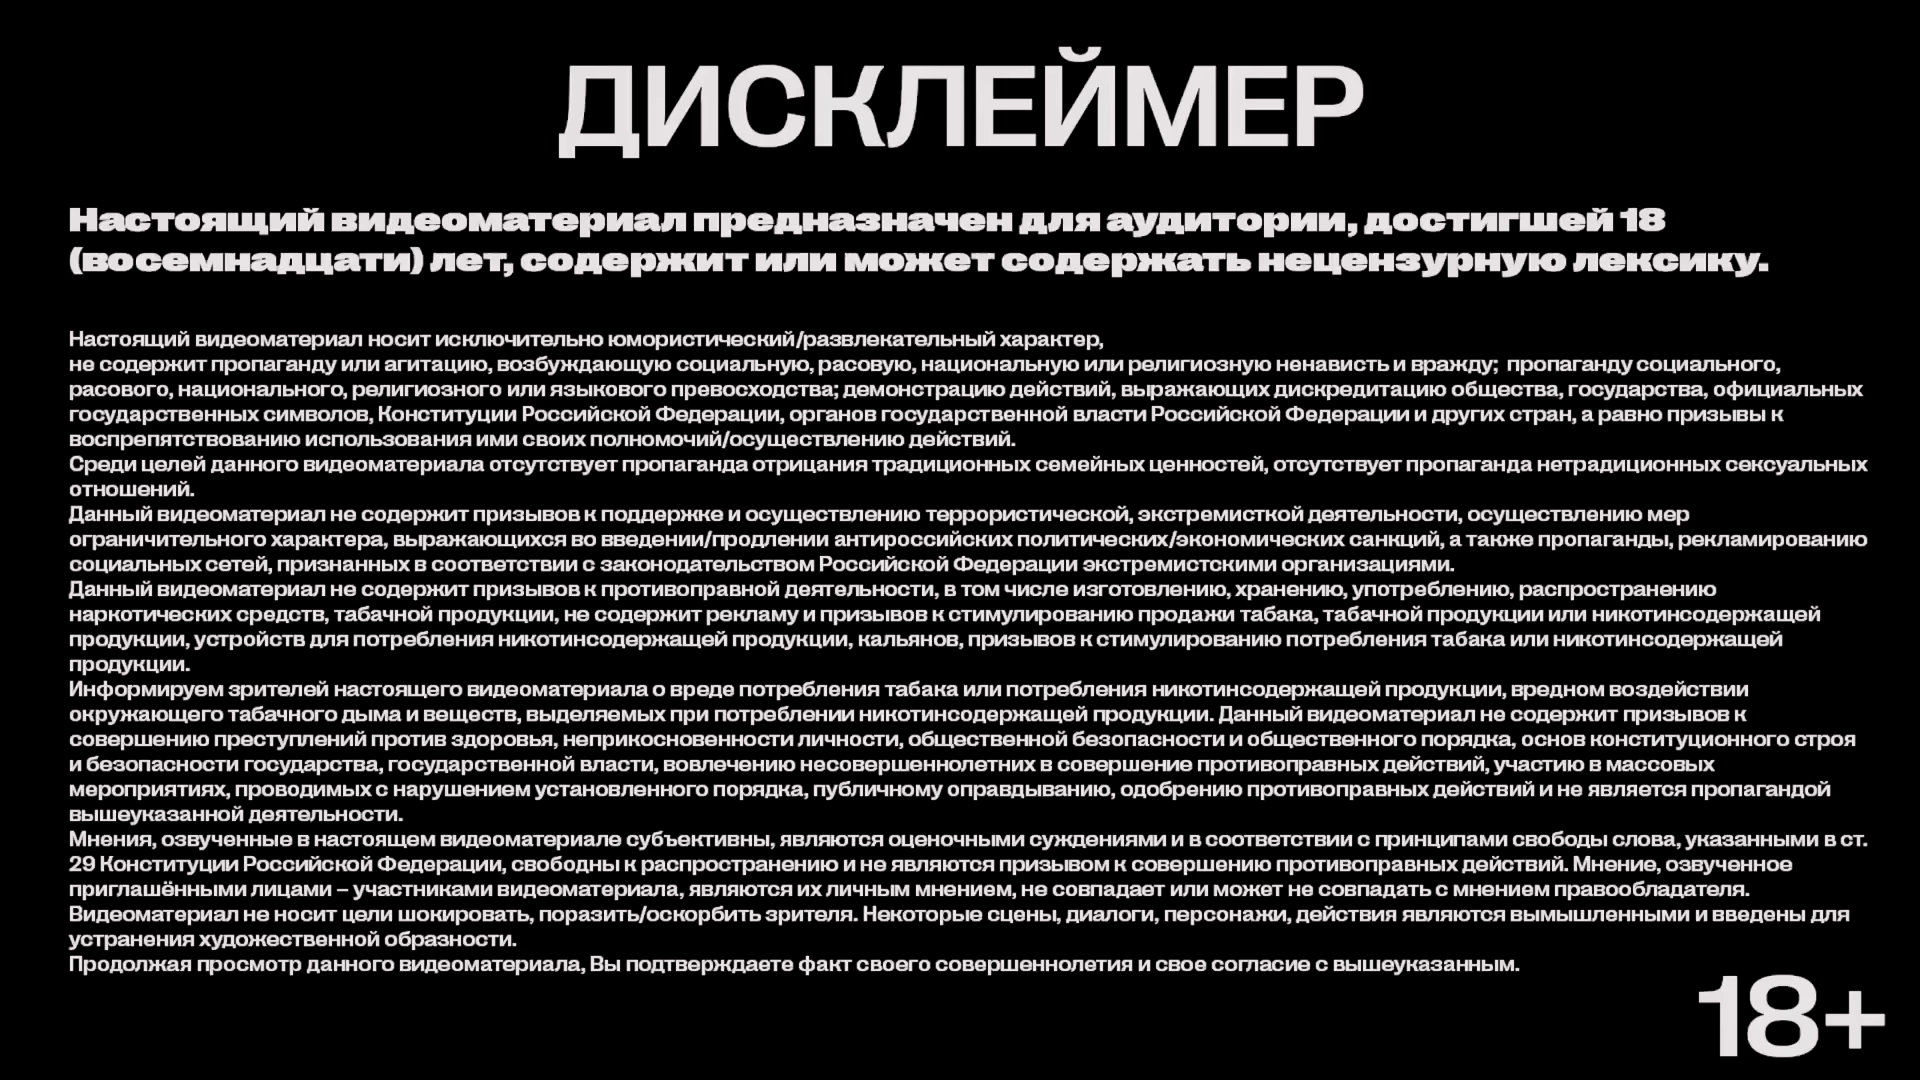 ДИСКЛЕЙМЕР
Настоящий видеоматериал предназначен для аудитории, достигшей 18
(восемнадцати) лет, содержит или может содержать нецензурную лексику.
Настоящий видеоматериал носит исключительно юмористический/развлекательный характер,
не содержит пропаганду или агитацию, возбуждающую социальную, расовую, национальную или религиозную ненависть и вражду; пропаганду социального,
расового, национального, религиозного или языкового превосходства; демонстрацию действий, выражающих дискредитацию общества, государства, официальных
государственных символов, Конституции Российской Федерации, органов государственной власти Российской Федерации и других стран, а равно призывы к
воспрепятствованию использования ими своих полномочий/осуществлению действий.
Среди целей данного видеоматериала отсутствует пропаганда отрицания традиционных семейных ценностей, отсутствует пропаганда нетрадиционных сексуальных
отношений.
Данный видеоматериал не содержит призывов к поддержке и осуществлению террористической, экстремисткой деятельности, осуществлению мер
ограничительного характера, выражающихся во введении/продлении антироссийских политических/экономических санкций, а также пропаганды, рекламированию
социальных сетей, признанных в соответствии с законодательством Российской Федерации экстремистскими организациями.
Данный видеоматериал не содержит призывов к противоправной деятельности, в том числе изготовлению, хранению, употреблению, распространению
наркотических средств, табачной продукции, не содержит рекламу и призывов к стимулированию продажи табака, табачной продукции или никотинсодержащей
продукции, устройств для потребления никотинсодержащей продукции, кальянов, призывов к стимулированию потребления табака или никотинсодержащей
продукции.
Информируем зрителей настоящего видеоматериала о вреде потребления табака или потребления никотинсодержащей продукции, вредном воздействии
окружающего табачного дыма и веществ, выделяемых при потреблении никотинсодержащей продукции. Данный видеоматериал не содержит призывов к
совершению преступлений против здоровья, неприкосновенности личности, общественной безопасности и общественного порядка, основ конституционного строя
и безопасности государства, государственной власти, вовлечению несовершеннолетних в совершение противоправных действий, участию в массовых
мероприятиях, проводимых с нарушением установленного порядка, публичному оправдыванию, одобрению противоправных действий и не является пропагандой
вышеуказанной деятельности.
Мнения, озвученные в настоящем видеоматериале субъективны, являются оценочными суждениями и в соответствии с принципами свободы слова, указанными в ст.
29 Конституции Российской Федерации, свободны к распространению и не являются призывом к совершению противоправных действий. Мнение, озвученное
приглашёнными лицами – участниками видеоматериала, являются их личным мнением, не совпадает или может не совпадать с мнением правообладателя.
Видеоматериал не носит цели шокировать, поразить/оскорбить зрителя. Некоторые сцены, диалоги, персонажи, действия являются вымышленными и введены для
устранения художественной образности.
Продолжая просмотр данного видеоматериала, Вы подтверждаете факт своего совершеннолетия и свое согласие с вышеуказанным.
18+